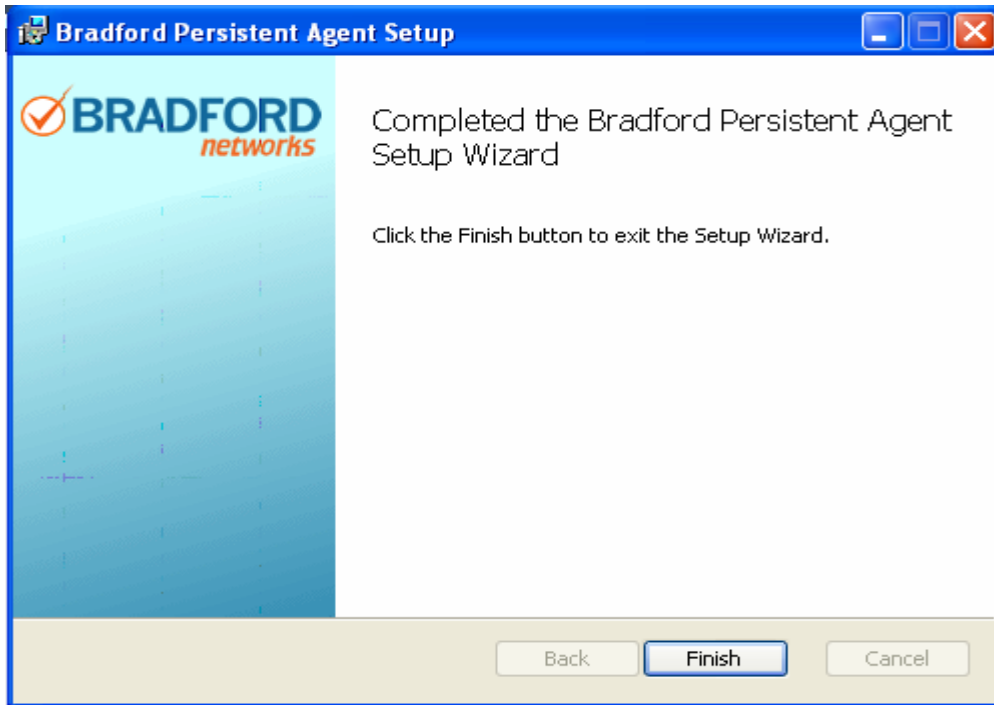 Bradford Persistent Agent Setup
BRADFORD
networks
Completed the Bradford Persistent Agent
Setup Wizard
Click the Finish button to exit the Setup Wizard.
Back Finish Cancel